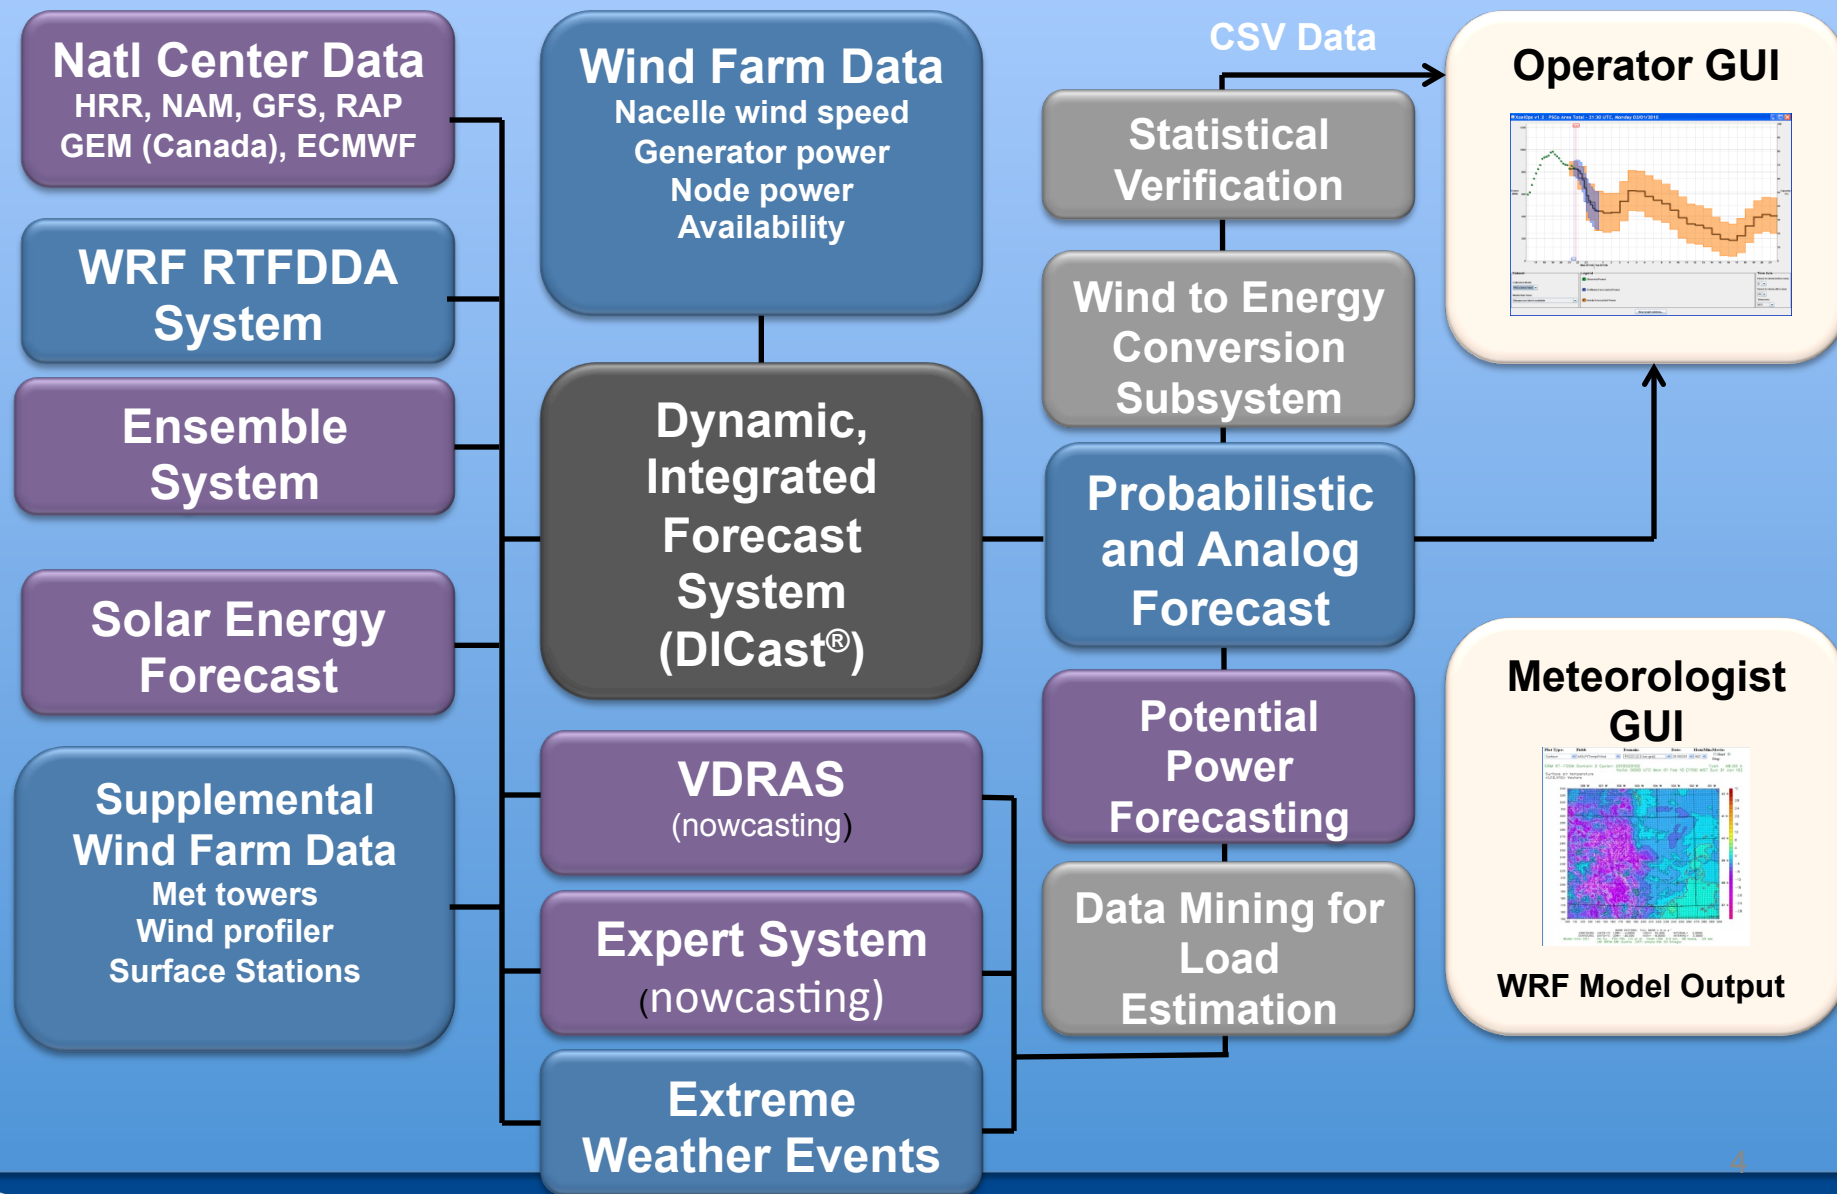 Natl Center Data
HRR, NAM, GFS, RAP
GEM (Canada), ECMWF
WRF RTFDDA
System
Ensemble
System
Solar Energy
Forecast
Supplemental
Wind Farm Data
Met towers
Wind profiler
Surface Stations
Wind Farm Data
Nacelle wind speed
Generator power
Node power
Availability
Dynamic,
Integrated
Forecast
System
(DICast®)
VDRAS
(nowcasting)
Expert System
(nowcasting)
Extreme
Weather Events
CSV Data
Statistical
Verification
Wind to Energy
Conversion
Subsystem
Probabilistic
and Analog
Forecast
Potential
Power
Forecasting
Data Mining for
Load
Estimation
Operator GUI
Meteorologist
GUI
WRF Model Output
4